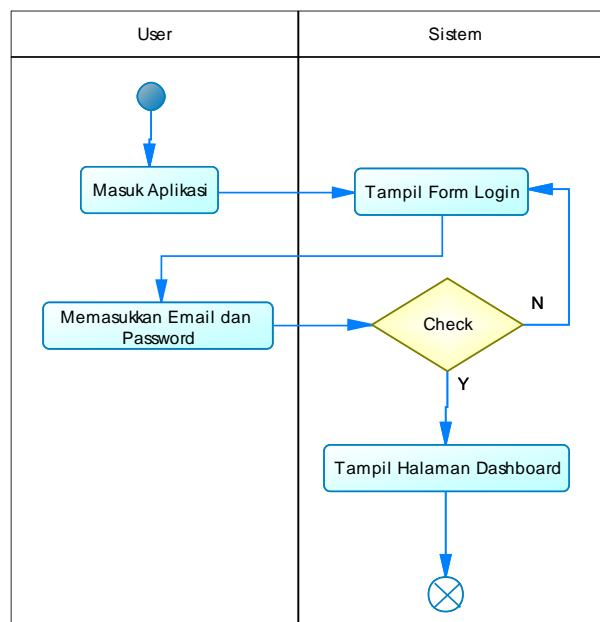 User
Sistem
Masuk Aplikasi
Tampil Form Login
Memasukkan Email dan
Password
Check
N
Y
Tampil Halaman Dashboard